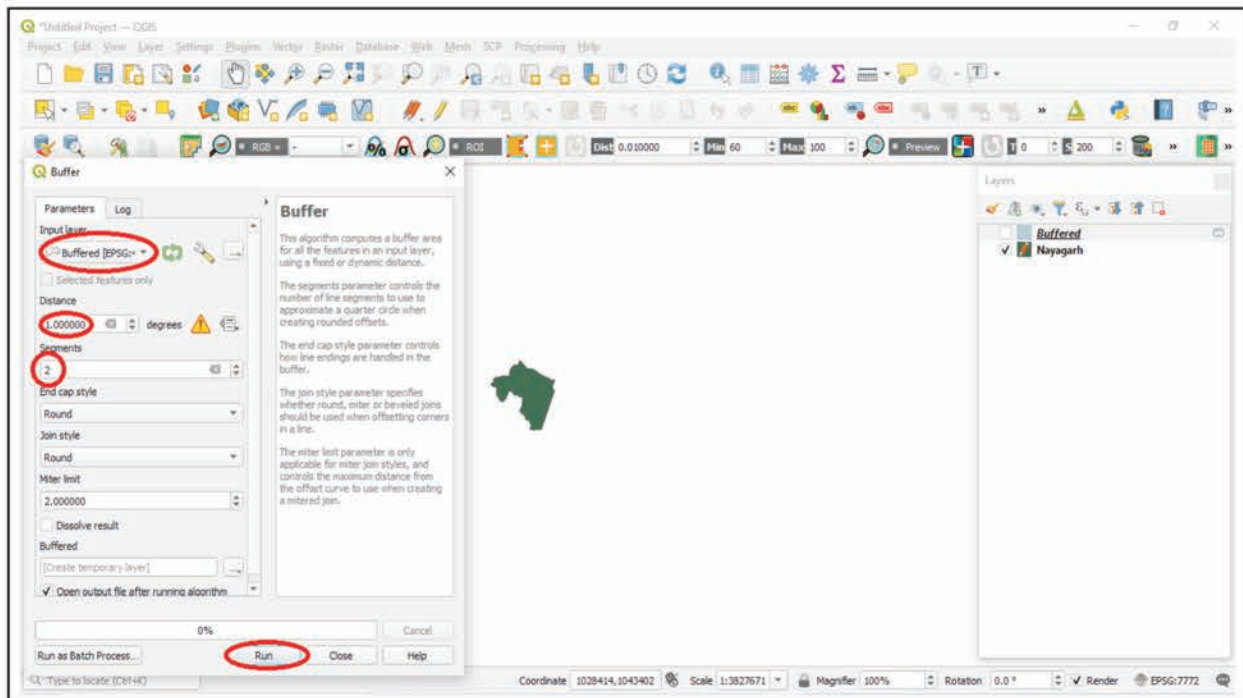 *Untitled Project — QGIS
Project Edit View Layer Settings Plugins Vector Raster Database Web Mesh SCP Processing Help
RGB = - ROI Dist 0.010000 Min 60 Max 100 Preview T 0 S 200
Buffer
Parameters Log
Input layer
Buffered [EPSG:4
Selected features only
Distance
1.000000 degrees
Segments
2
End cap style
Round
Join style
Round
Miter limit
2.000000
Dissolve result
Buffered
[Create temporary layer]
Open output file after running algorithm
Buffer
This algorithm computes a buffer area
for all the features in an input layer,
using a fixed or dynamic distance.
The segments parameter controls the
number of line segments to use to
approximate a quarter circle when
creating rounded offsets.
The end cap style parameter controls
how line endings are handled in the
buffer.
The join style parameter specifies
whether round, miter or beveled joins
should be used when offsetting corners
in a line.
The miter limit parameter is only
applicable for miter join styles, and
controls the maximum distance from
the offset curve to use when creating
a mitered join.
0% Cancel
Run as Batch Process... Run Close Help
Layers
Buffered
Nayagarh
Type to locate (Ctrl+K) Coordinate 1028414,1043402 Scale 1:3827671 Magnifier 100% Rotation 0.0 ° Render EPSG:7772